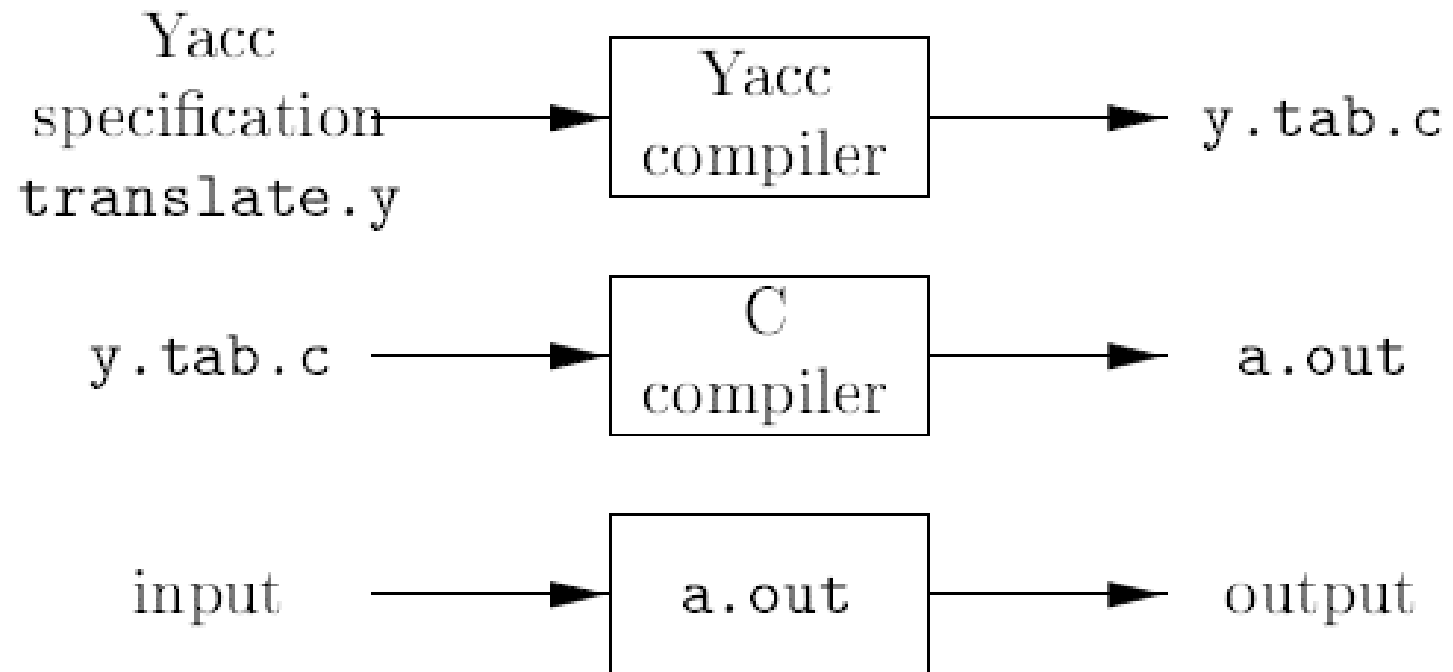 Yacc
specification
translate.y
Yacc
compiler
y.tab.c
y.tab.c
C
compiler
a.out
input
a.out
output